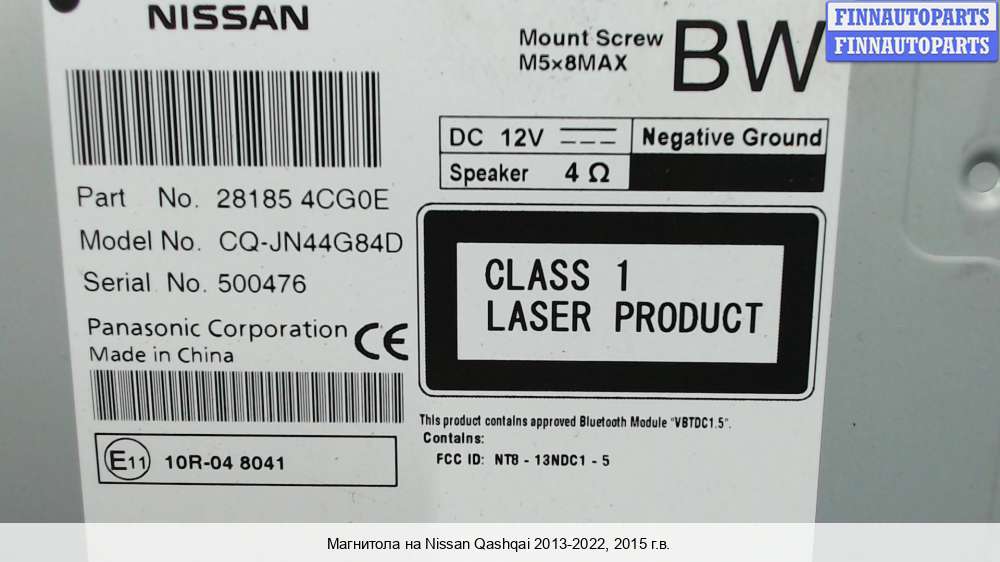 NISSAN
Mount Screw
M5×8MAX
BW
FINNAUTOPARTS
FINNAUTOPARTS
DC 12V
Negative Ground
Speaker 4 Ω
Part No. 28185 4CG0E
Model No. CQ-JN44G84D
Serial No. 500476
Panasonic Corporation
Made in China
CE
CLASS 1
LASER PRODUCT
This product contains approved Bluetooth Module "VBTDC1.5".
Contains:
FCC ID: NT8 - 13NDC1 - 5
E11 10R-04 8041
Магнитола на Nissan Qashqai 2013-2022, 2015 г.в.